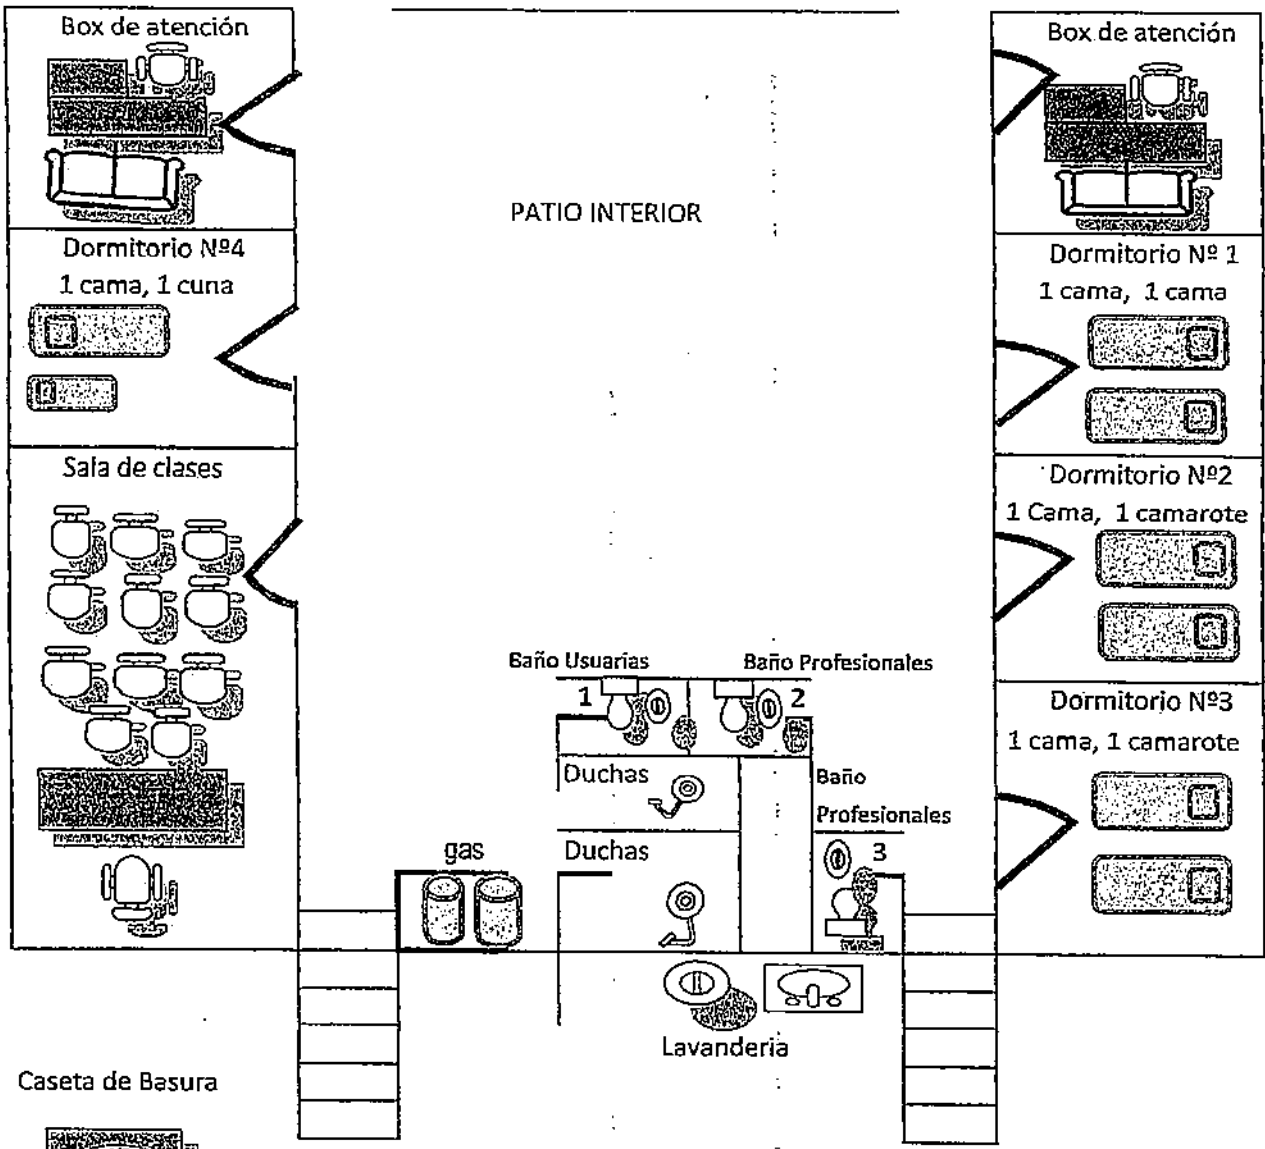 Box de atención
Box de atención
PATIO INTERIOR
Dormitorio Nº4
1 cama, 1 cuna
Dormitorio Nº 1
1 cama, 1 cama
Sala de clases
Dormitorio Nº2
1 Cama, 1 camarote
Baño Usuarias
Baño Profesionales
1
2
Dormitorio Nº3
1 cama, 1 camarote
Duchas
Baño
Profesionales
gas
Duchas
3
Lavanderia
Caseta de Basura